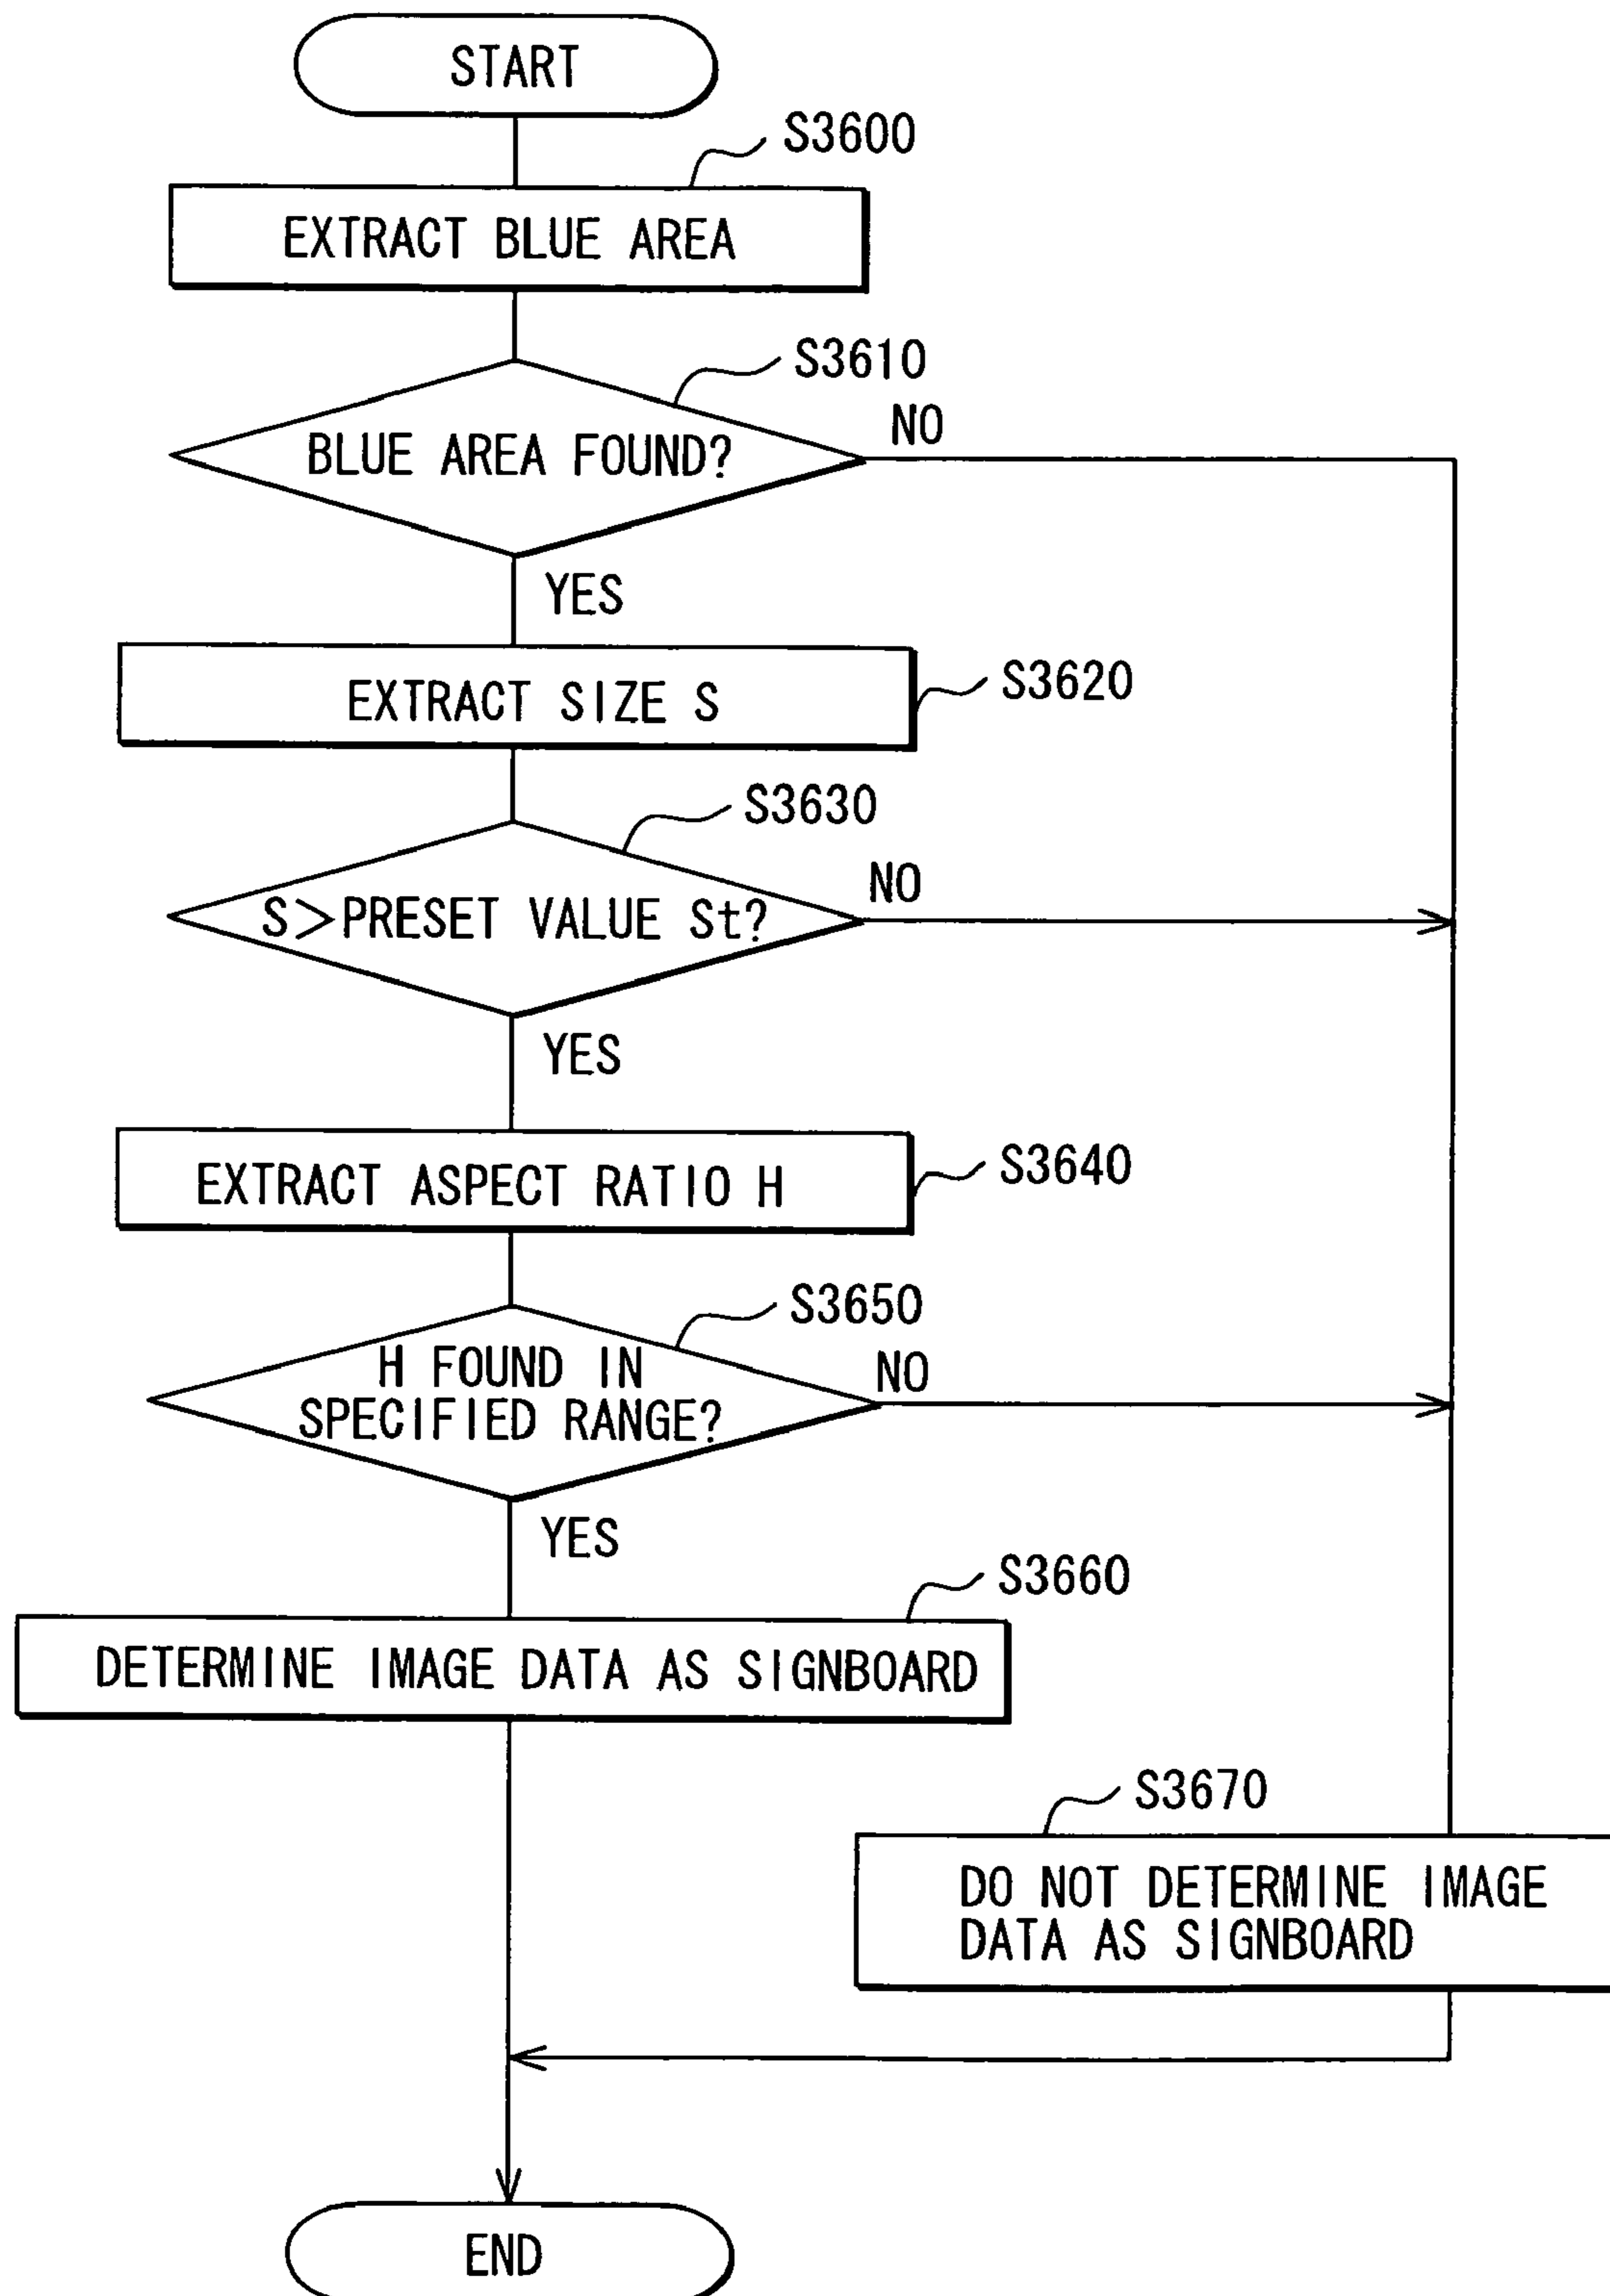 START
S3600
EXTRACT BLUE AREA
S3610
BLUE AREA FOUND?
NO
YES
EXTRACT SIZE S
S3620
S3630
S>PRESET VALUE St?
NO
YES
EXTRACT ASPECT RATIO H
S3640
S3650
H FOUND IN
SPECIFIED RANGE?
NO
YES
S3660
DETERMINE IMAGE DATA AS SIGNBOARD
S3670
DO NOT DETERMINE IMAGE
DATA AS SIGNBOARD
END